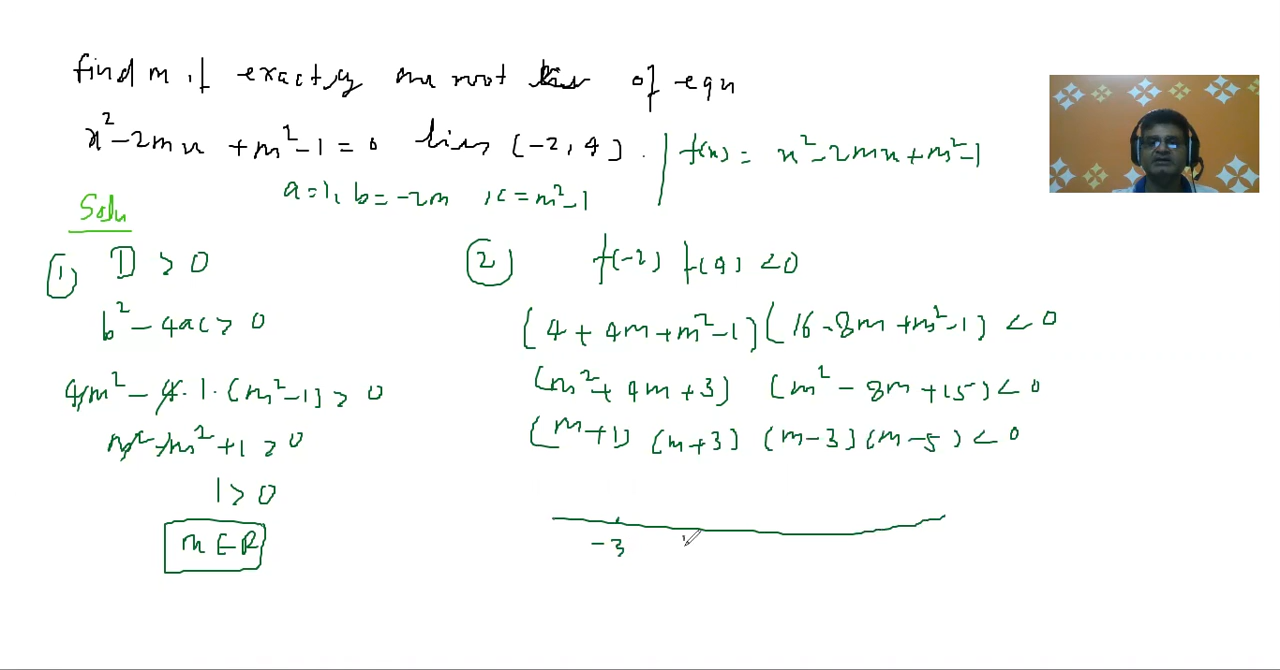 find m if exactly one root of eqn
x²-2mx + m²-1 = 0 lies (-2, 4) . | f(x) = x²-2mx+m²-1
a=1, b=-2m , c=m²-1
Soln
1) D > 0
b² - 4ac > 0
4m² - 4.1.(m²-1) > 0
m² - m² + 1 > 0
1 > 0
m ∈ R
2) f(-2) f(4) < 0
(4 + 4m + m²-1) (16 - 8m + m²-1) < 0
(m² + 4m + 3) (m² - 8m + 15) < 0
(m+1) (m+3) (m-3) (m-5) < 0
-3